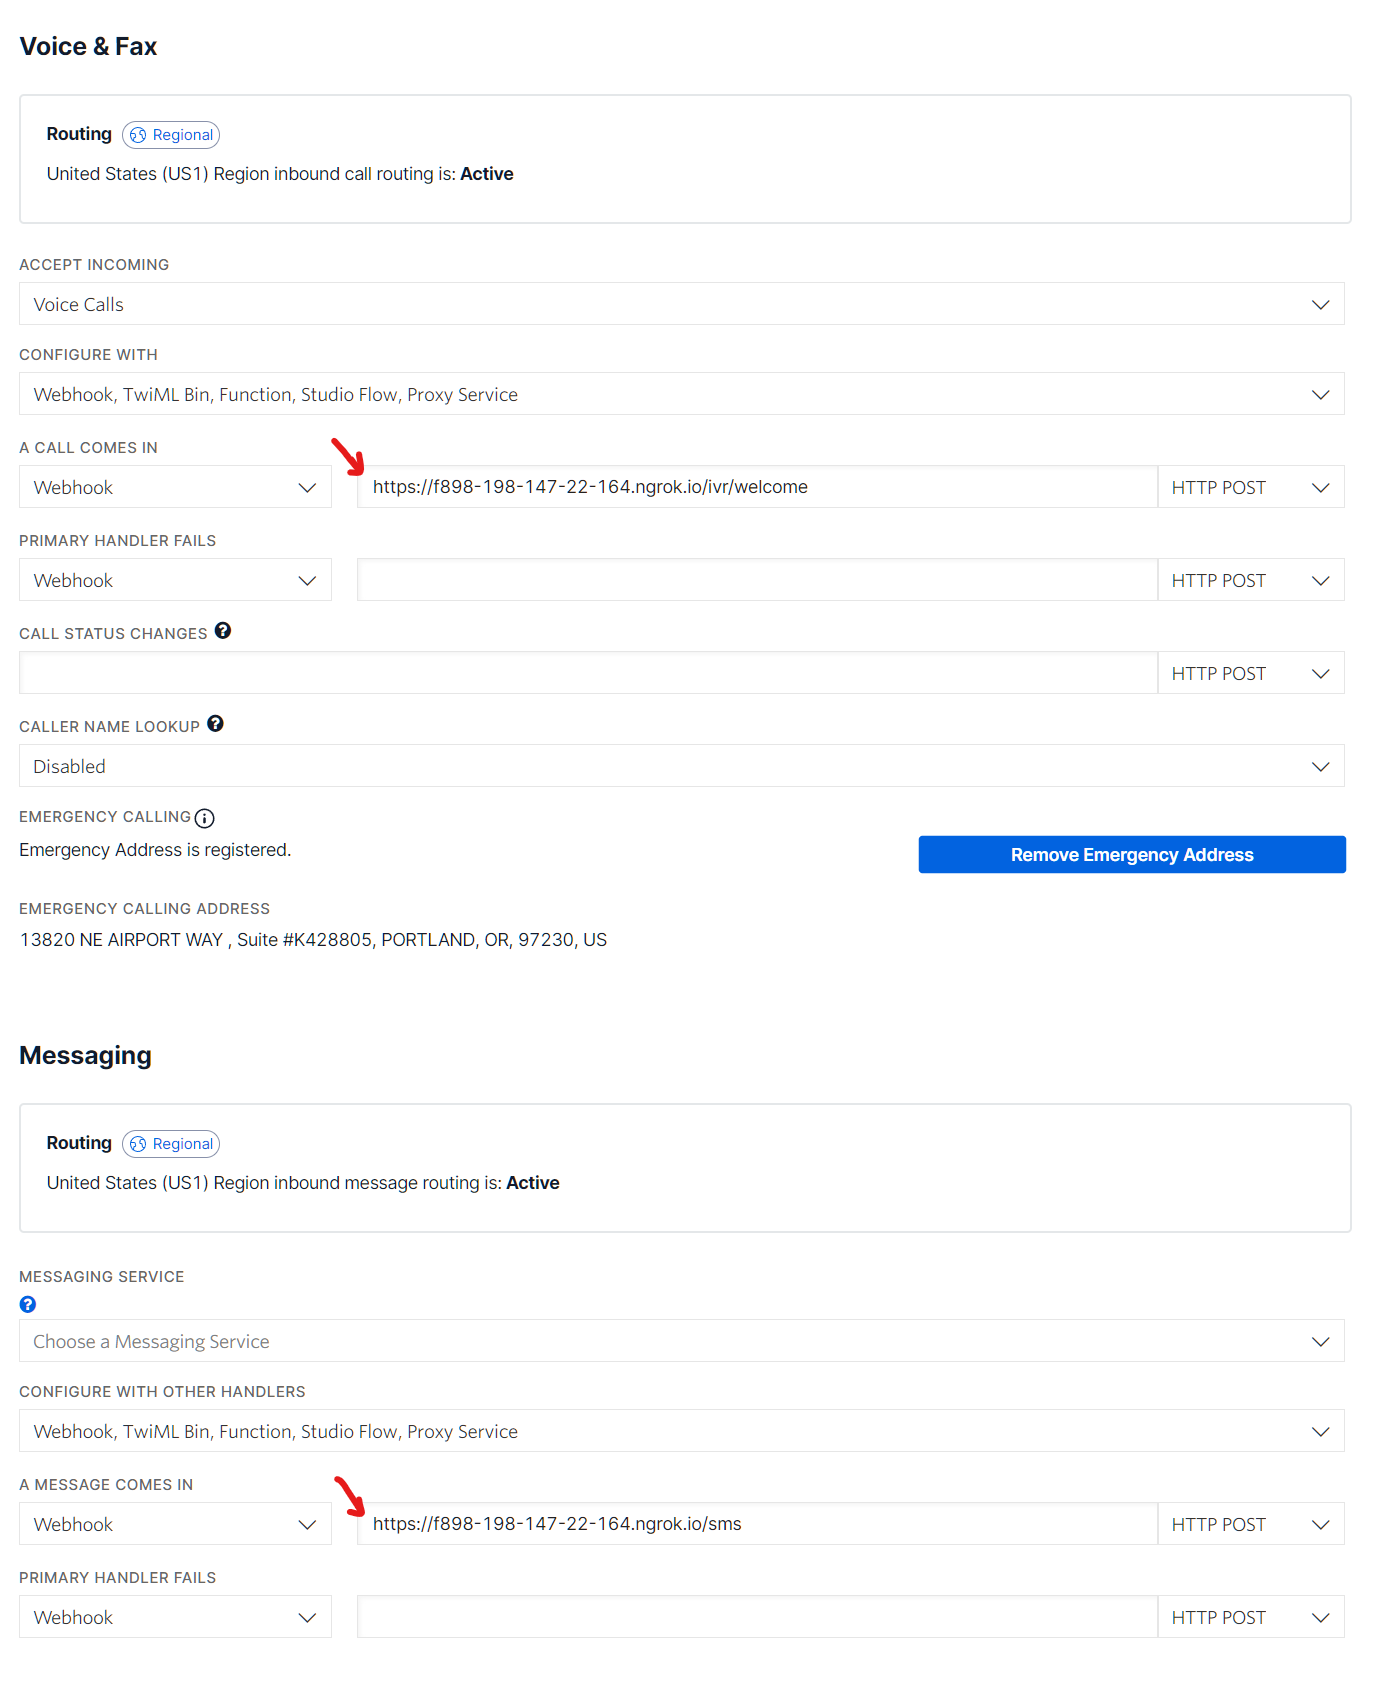 Voice & Fax
Routing Regional
United States (US1) Region inbound call routing is: Active
ACCEPT INCOMING
Voice Calls
CONFIGURE WITH
Webhook, TwiML Bin, Function, Studio Flow, Proxy Service
A CALL COMES IN
Webhook https://f898-198-147-22-164.ngrok.io/ivr/welcome HTTP POST
PRIMARY HANDLER FAILS
Webhook HTTP POST
CALL STATUS CHANGES ?
HTTP POST
CALLER NAME LOOKUP ?
Disabled
EMERGENCY CALLING i
Emergency Address is registered.
Remove Emergency Address
EMERGENCY CALLING ADDRESS
13820 NE AIRPORT WAY , Suite #K428805, PORTLAND, OR, 97230, US
Messaging
Routing Regional
United States (US1) Region inbound message routing is: Active
MESSAGING SERVICE
?
Choose a Messaging Service
CONFIGURE WITH OTHER HANDLERS
Webhook, TwiML Bin, Function, Studio Flow, Proxy Service
A MESSAGE COMES IN
Webhook https://f898-198-147-22-164.ngrok.io/sms HTTP POST
PRIMARY HANDLER FAILS
Webhook HTTP POST